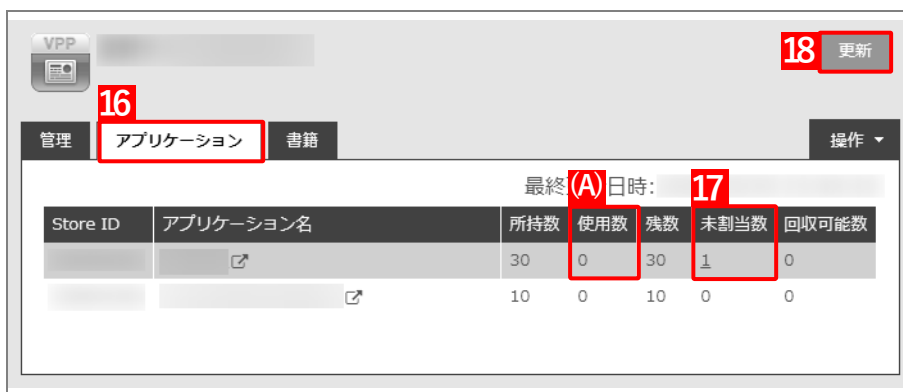 VPP
18 更新
16
管理 アプリケーション 書籍 操作
最終 (A) 日時: 17
Store ID アプリケーション名 所持数 使用数 残数 未割当数 回収可能数
30 0 30 1 0
10 0 10 0 0